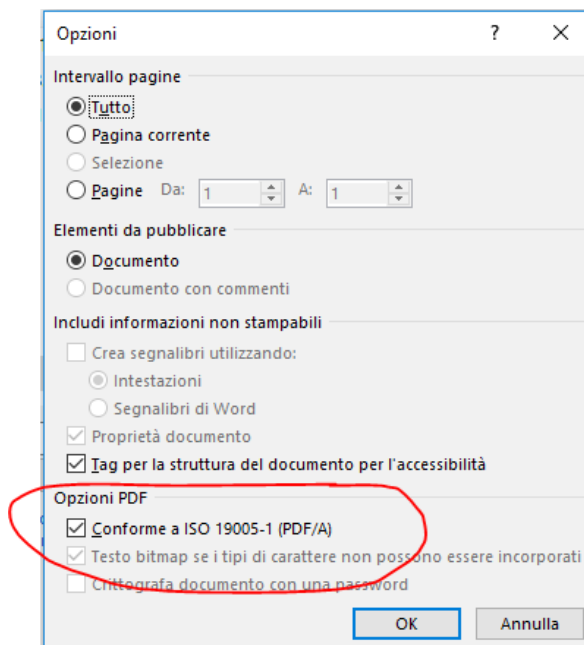 Opzioni ?
Intervallo pagine
Tutto
Pagina corrente
Selezione
Pagine Da: 1 A: 1
Elementi da pubblicare
Documento
Documento con commenti
Includi informazioni non stampabili
Crea segnalibri utilizzando:
Intestazioni
Segnalibri di Word
Proprietà documento
Tag per la struttura del documento per l'accessibilità
Opzioni PDF
Conforme a ISO 19005-1 (PDF/A)
Testo bitmap se i tipi di carattere non possono essere incorporati
Crittografa documento con una password
OK Annulla